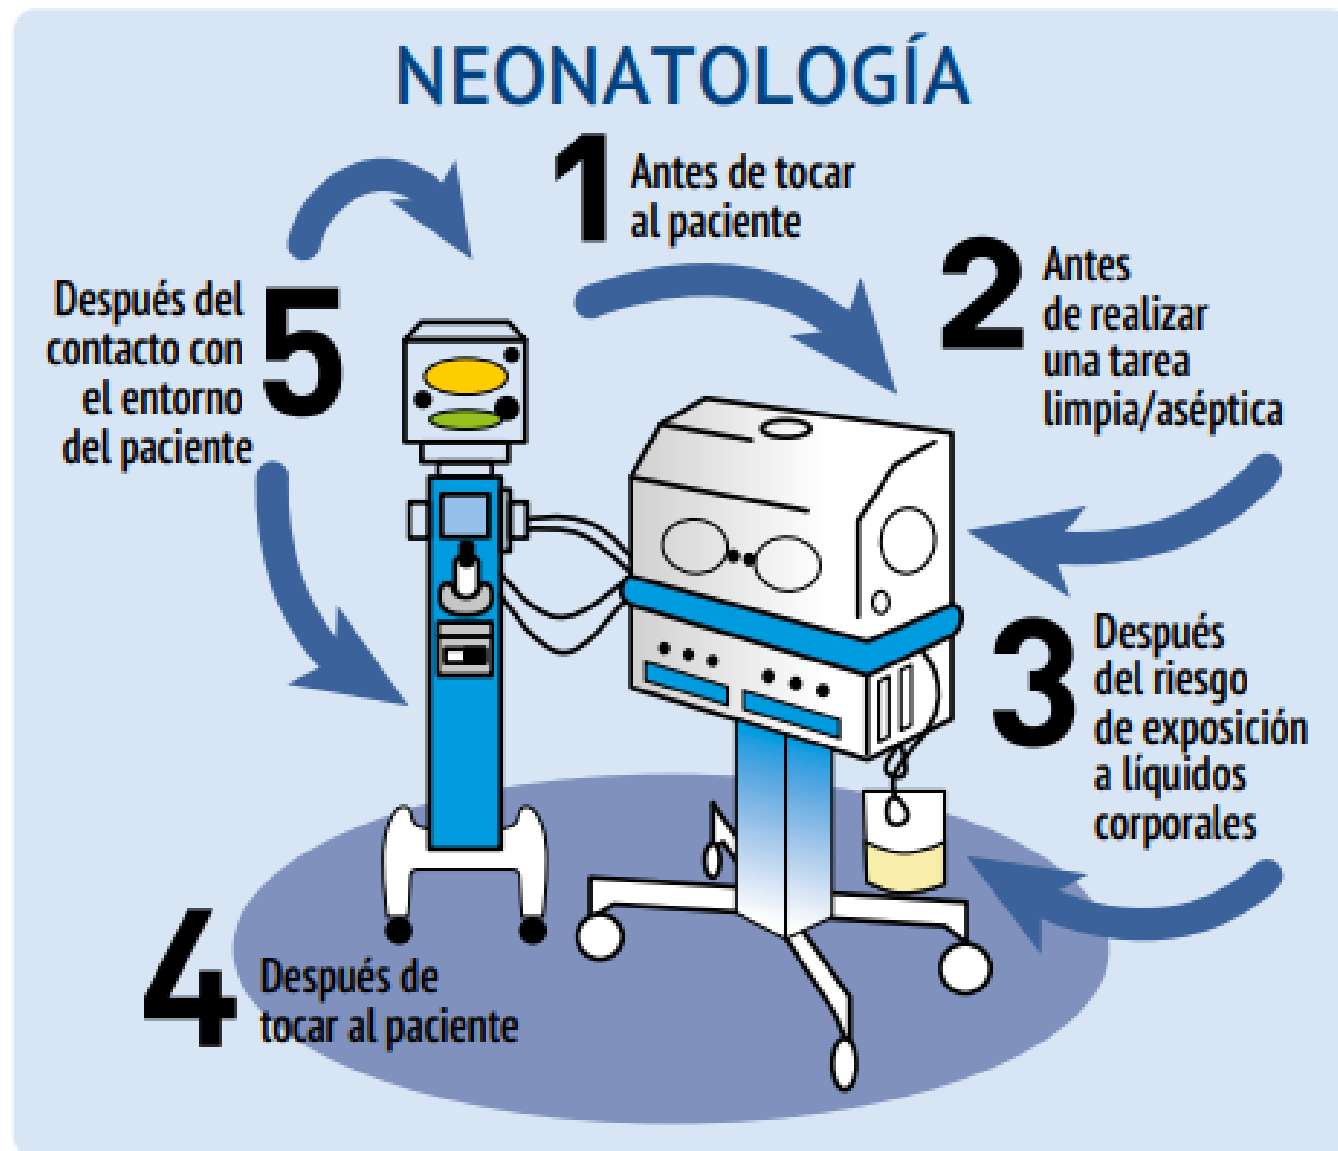 NEONATOLOGÍA
1
Antes de tocar
al paciente
2
Antes
de realizar
una tarea
limpia/aséptica
3
Después
del riesgo
de exposición
a líquidos
corporales
4
Después de
tocar al paciente
5
Después del
contacto con
el entorno
del paciente